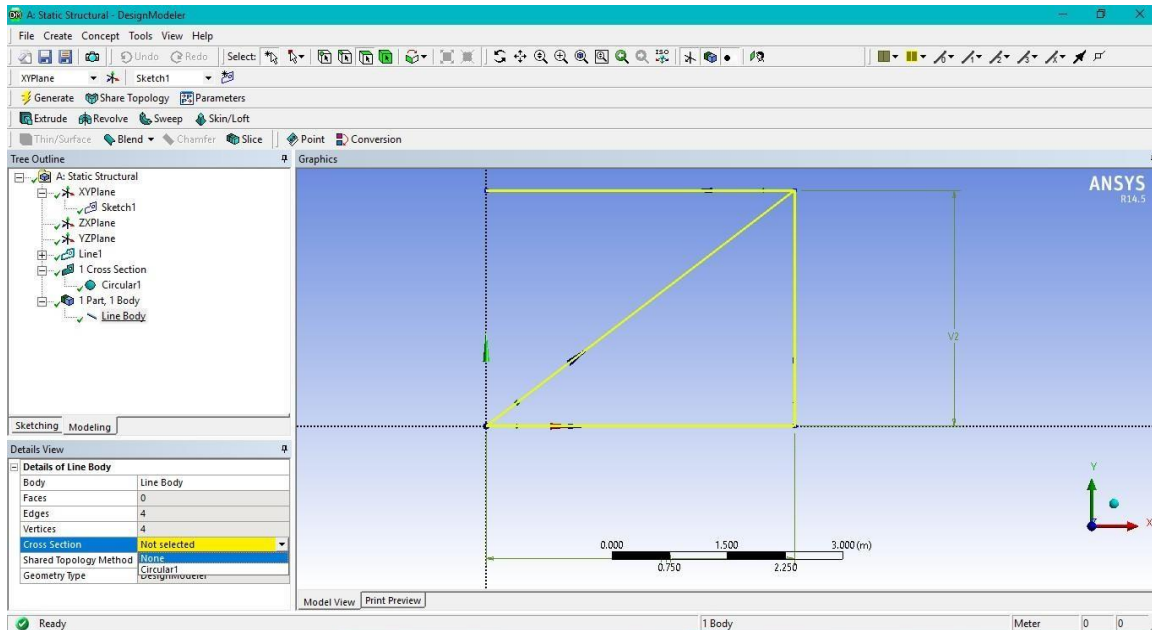 A: Static Structural - DesignModeler
File Create Concept Tools View Help
Undo Redo Select:
XYPlane Sketch1
Generate Share Topology Parameters
Extrude Revolve Sweep Skin/Loft
Thin/Surface Blend Chamfer Slice Point Conversion
Tree Outline
A: Static Structural
XYPlane
Sketch1
ZXPlane
YZPlane
Line1
1 Cross Section
Circular1
1 Part, 1 Body
Line Body
Sketching Modeling
Details View
Details of Line Body
Body Line Body
Faces 0
Edges 4
Vertices 4
Cross Section Not selected
Shared Topology Method None
Circular1
Geometry Type DesignModeler
Graphics
ANSYS
R14.5
V2
Y
X
0.000 1.500 3.000 (m)
0.750 2.250
Model View Print Preview
Ready 1 Body Meter 0 0